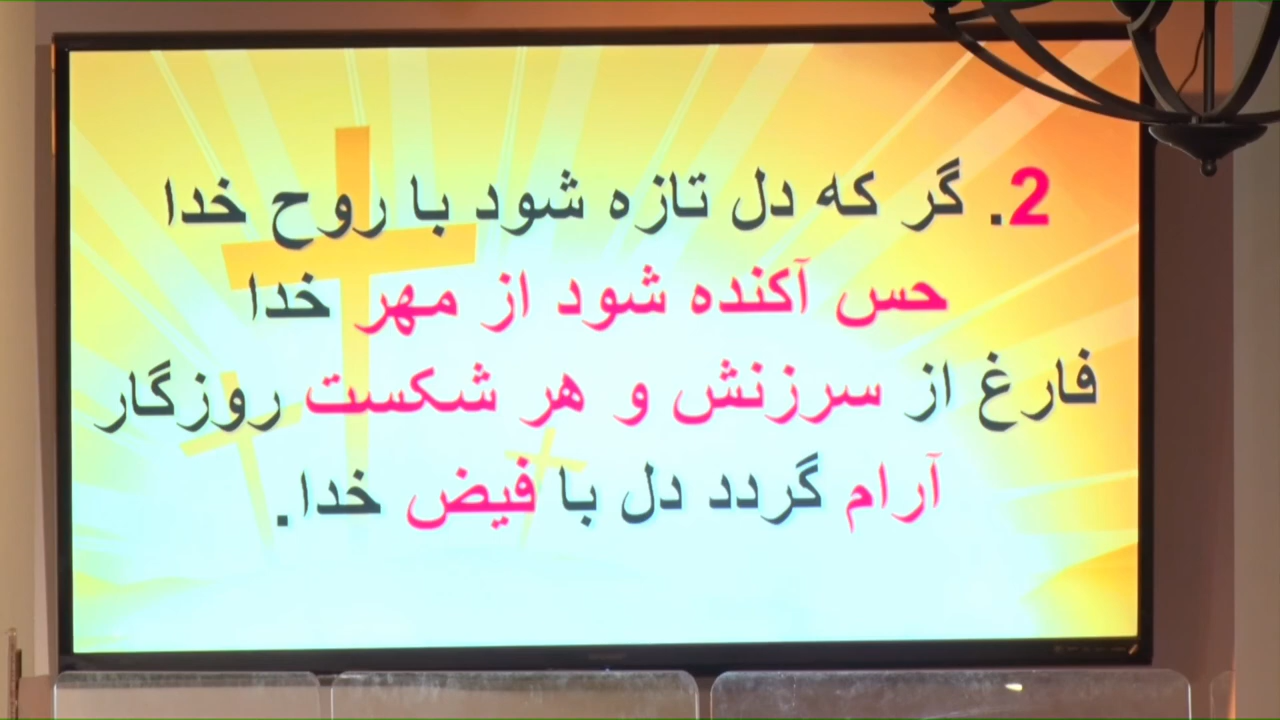 2. گر که دل تازه شود با روح خدا
حس آکنده شود از مهر خدا
فارغ از سرزنش و هر شکست روزگار
آرام گردد دل با فیض خدا.